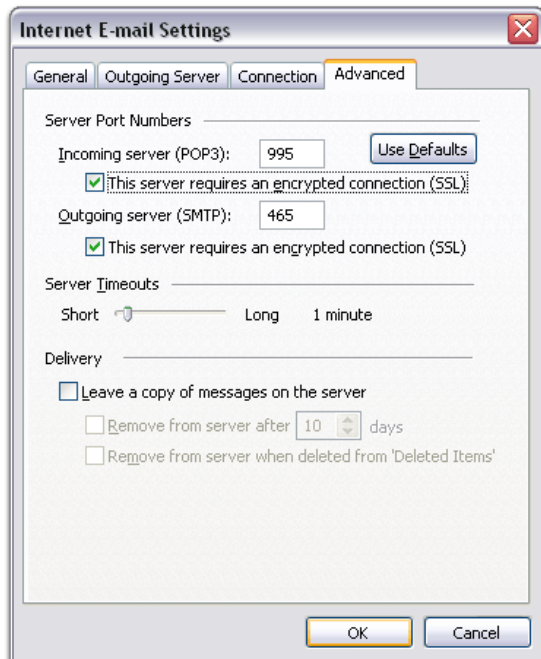 Internet E-mail Settings
General Outgoing Server Connection Advanced
Server Port Numbers
Incoming server (POP3): 995 Use Defaults
This server requires an encrypted connection (SSL)
Outgoing server (SMTP): 465
This server requires an encrypted connection (SSL)
Server Timeouts
Short Long 1 minute
Delivery
Leave a copy of messages on the server
Remove from server after 10 days
Remove from server when deleted from 'Deleted Items'
OK Cancel